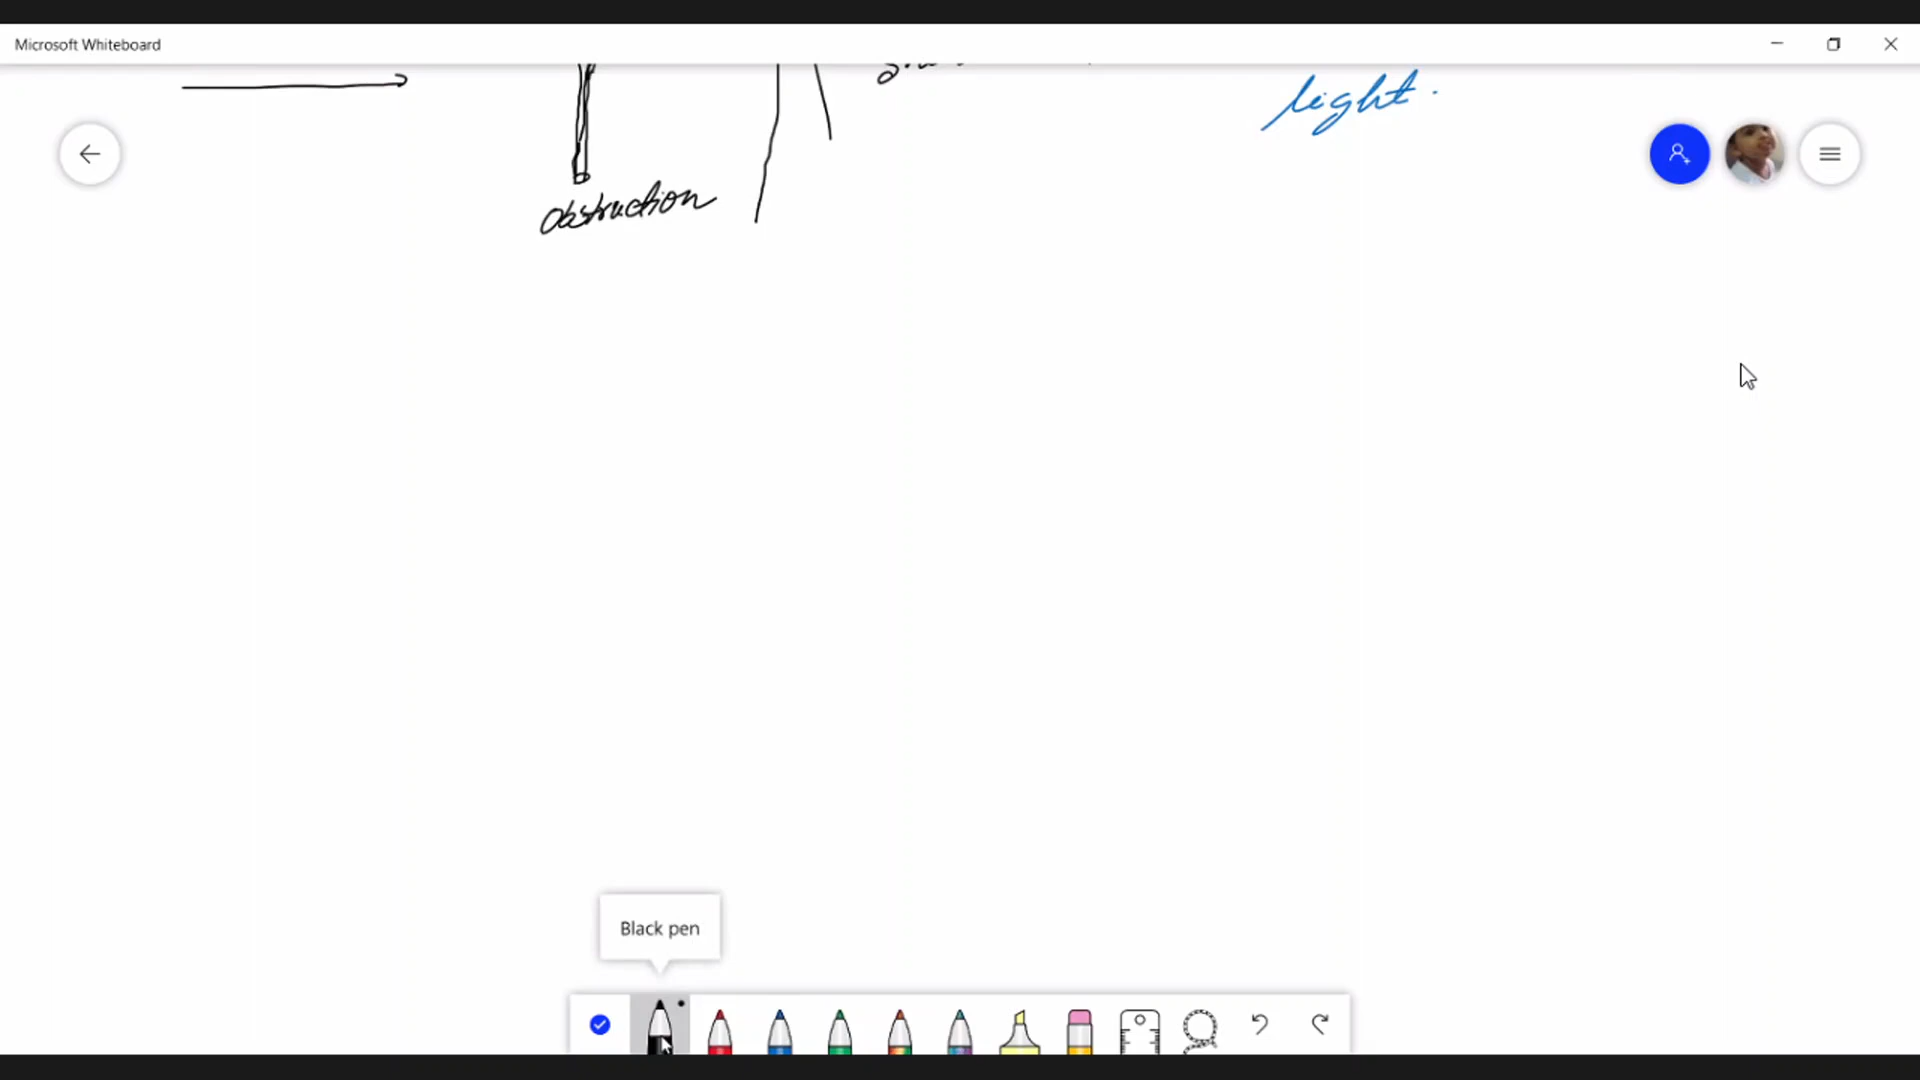 Microsoft Whiteboard
light.
obstruction
Black pen